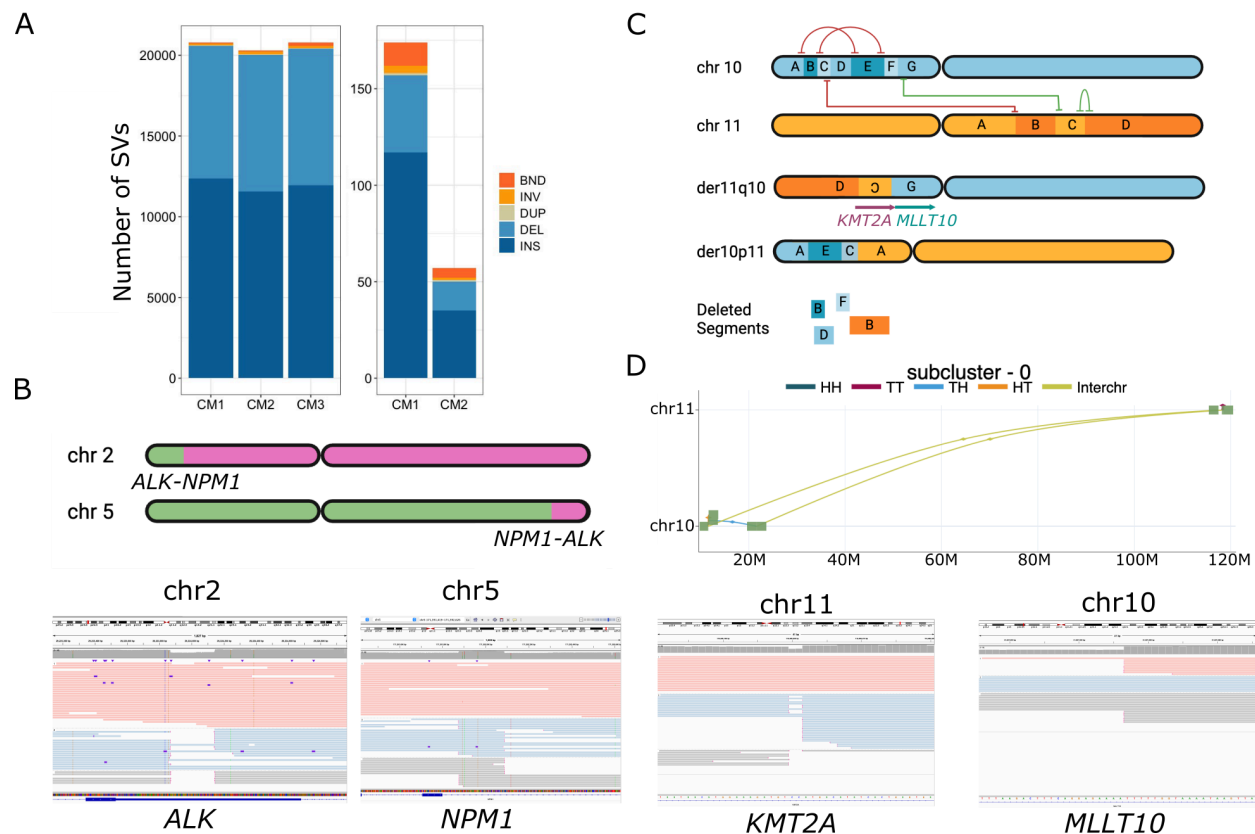 A
Number of SVs
20000
15000
10000
5000
0
CM1 CM2 CM3
150
100
50
0
CM1 CM2
BND
INV
DUP
DEL
INS
B
chr 2
ALK-NPM1
chr 5
NPM1-ALK
chr2
chr5
ALK
NPM1
C
chr 10
A B C D E F G
chr 11
A B C D
der11q10
D C G
KMT2A MLLT10
der10p11
A E C A
Deleted
Segments
B F
D B
D
subcluster - 0
HH TT TH HT Interchr
chr11
chr10
20M 40M 60M 80M 100M 120M
chr11
chr10
KMT2A
MLLT10